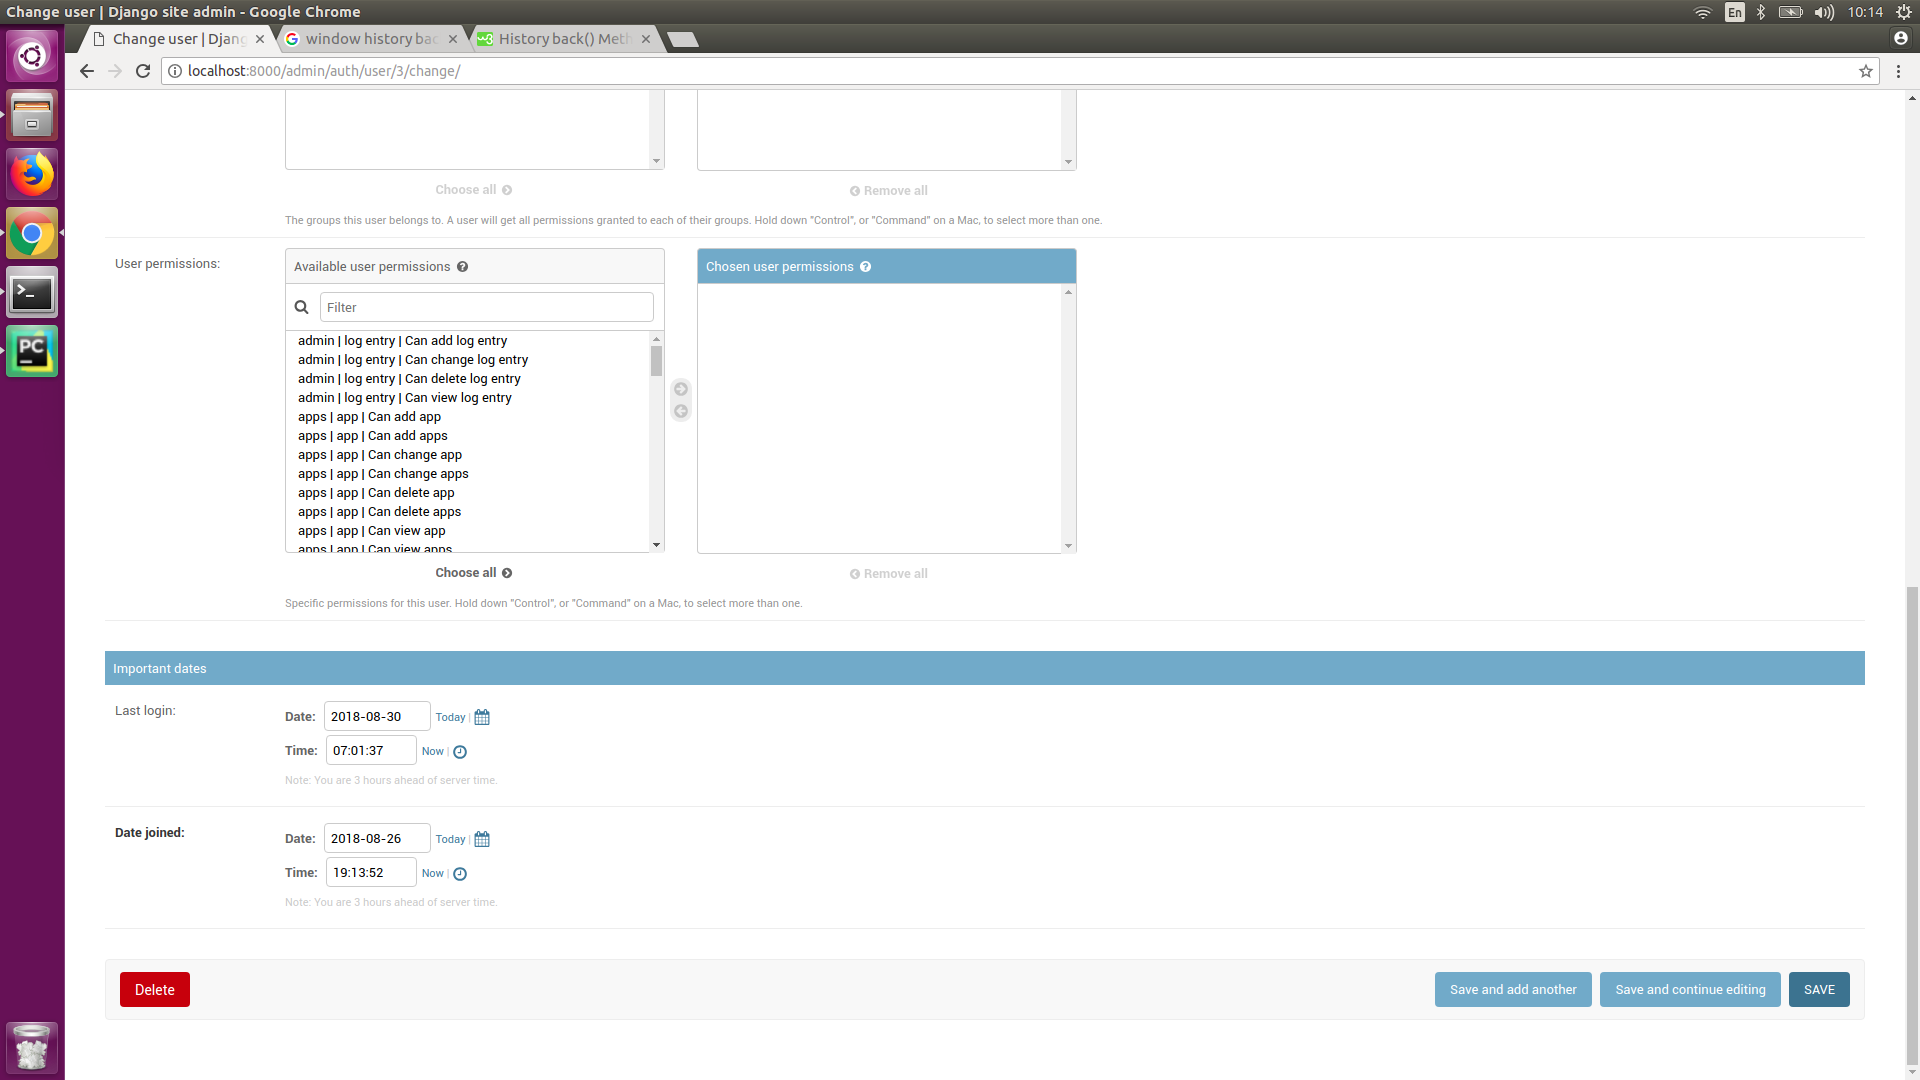 Change user | Django site admin - Google Chrome
En
10:14
Change user | Djang
window history bac
History back() Meth
localhost:8000/admin/auth/user/3/change/
Choose all
Remove all
The groups this user belongs to. A user will get all permissions granted to each of their groups. Hold down "Control", or "Command" on a Mac, to select more than one.
User permissions:
Available user permissions
Chosen user permissions
Filter
admin | log entry | Can add log entry
admin | log entry | Can change log entry
admin | log entry | Can delete log entry
admin | log entry | Can view log entry
apps | app | Can add app
apps | app | Can add apps
apps | app | Can change app
apps | app | Can change apps
apps | app | Can delete app
apps | app | Can delete apps
apps | app | Can view app
apps | app | Can view apps
Choose all
Remove all
Specific permissions for this user. Hold down "Control", or "Command" on a Mac, to select more than one.
Important dates
Last login:
Date: 2018-08-30 Today |
Time: 07:01:37 Now |
Note: You are 3 hours ahead of server time.
Date joined:
Date: 2018-08-26 Today |
Time: 19:13:52 Now |
Note: You are 3 hours ahead of server time.
Delete
Save and add another
Save and continue editing
SAVE
PC